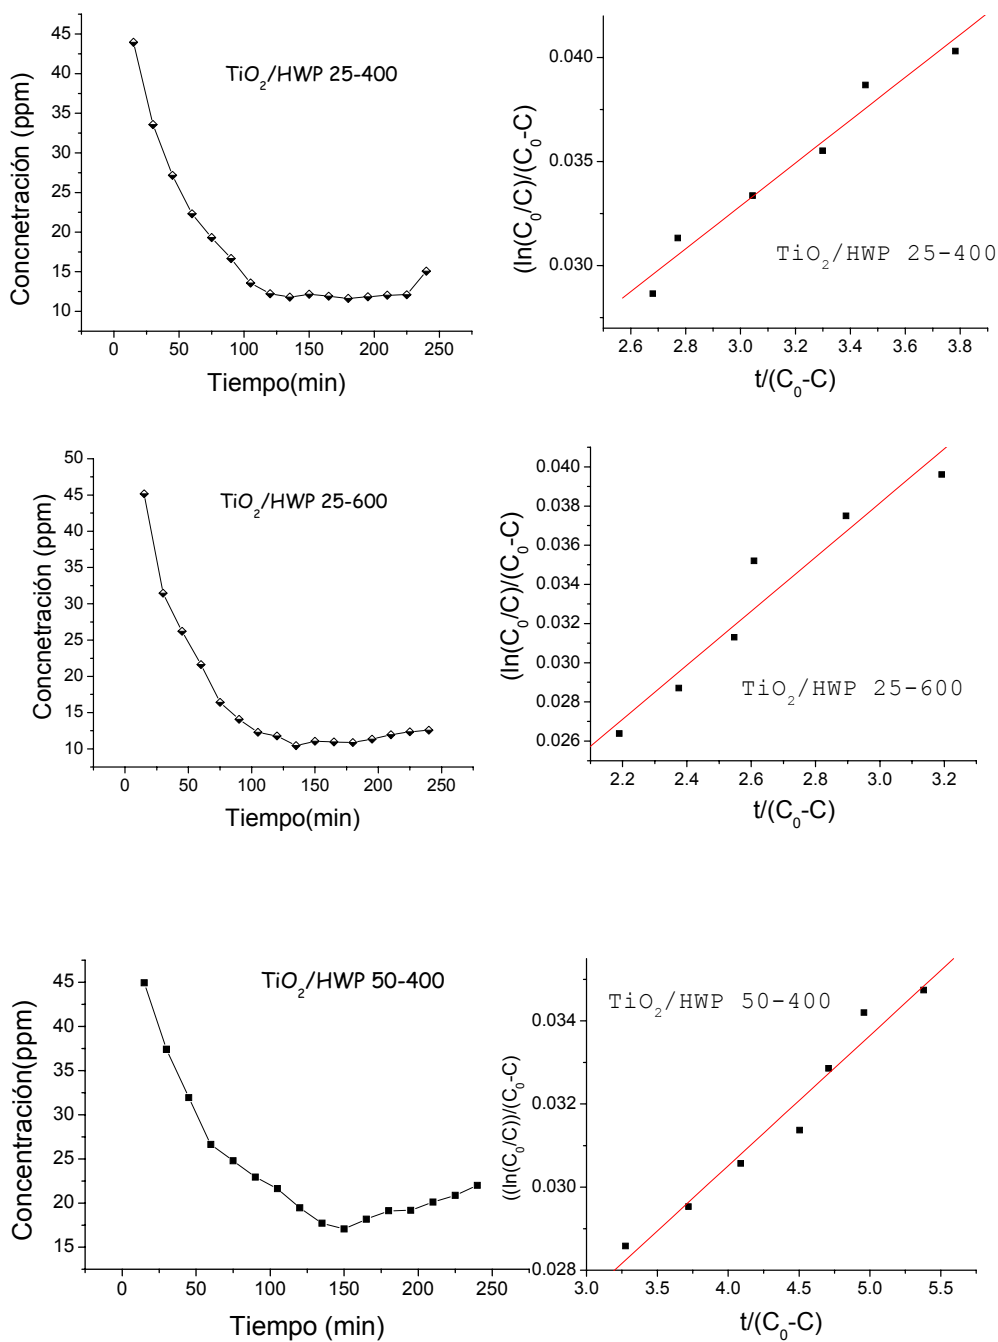 TiO2/HWP 25-400
Concnetración (ppm)
45
40
35
30
25
20
15
10
0 50 100 150 200 250
Tiempo(min)
(ln(C0/C)/(C0-C)
0.040
0.035
0.030
TiO2/HWP 25-400
2.6 2.8 3.0 3.2 3.4 3.6 3.8
t/(C0-C)
TiO2/HWP 25-600
Concnetración (ppm)
50
45
40
35
30
25
20
15
10
0 50 100 150 200 250
Tiempo(min)
(ln(C0/C)/(C0-C)
0.040
0.038
0.036
0.034
0.032
0.030
0.028
0.026
TiO2/HWP 25-600
2.2 2.4 2.6 2.8 3.0 3.2
t/(C0-C)
TiO2/HWP 50-400
Concentración(ppm)
45
40
35
30
25
20
15
0 50 100 150 200 250
Tiempo (min)
((ln(C0/C))/(C0-C)
TiO2/HWP 50-400
0.034
0.032
0.030
0.028
3.0 3.5 4.0 4.5 5.0 5.5
t/(C0-C)